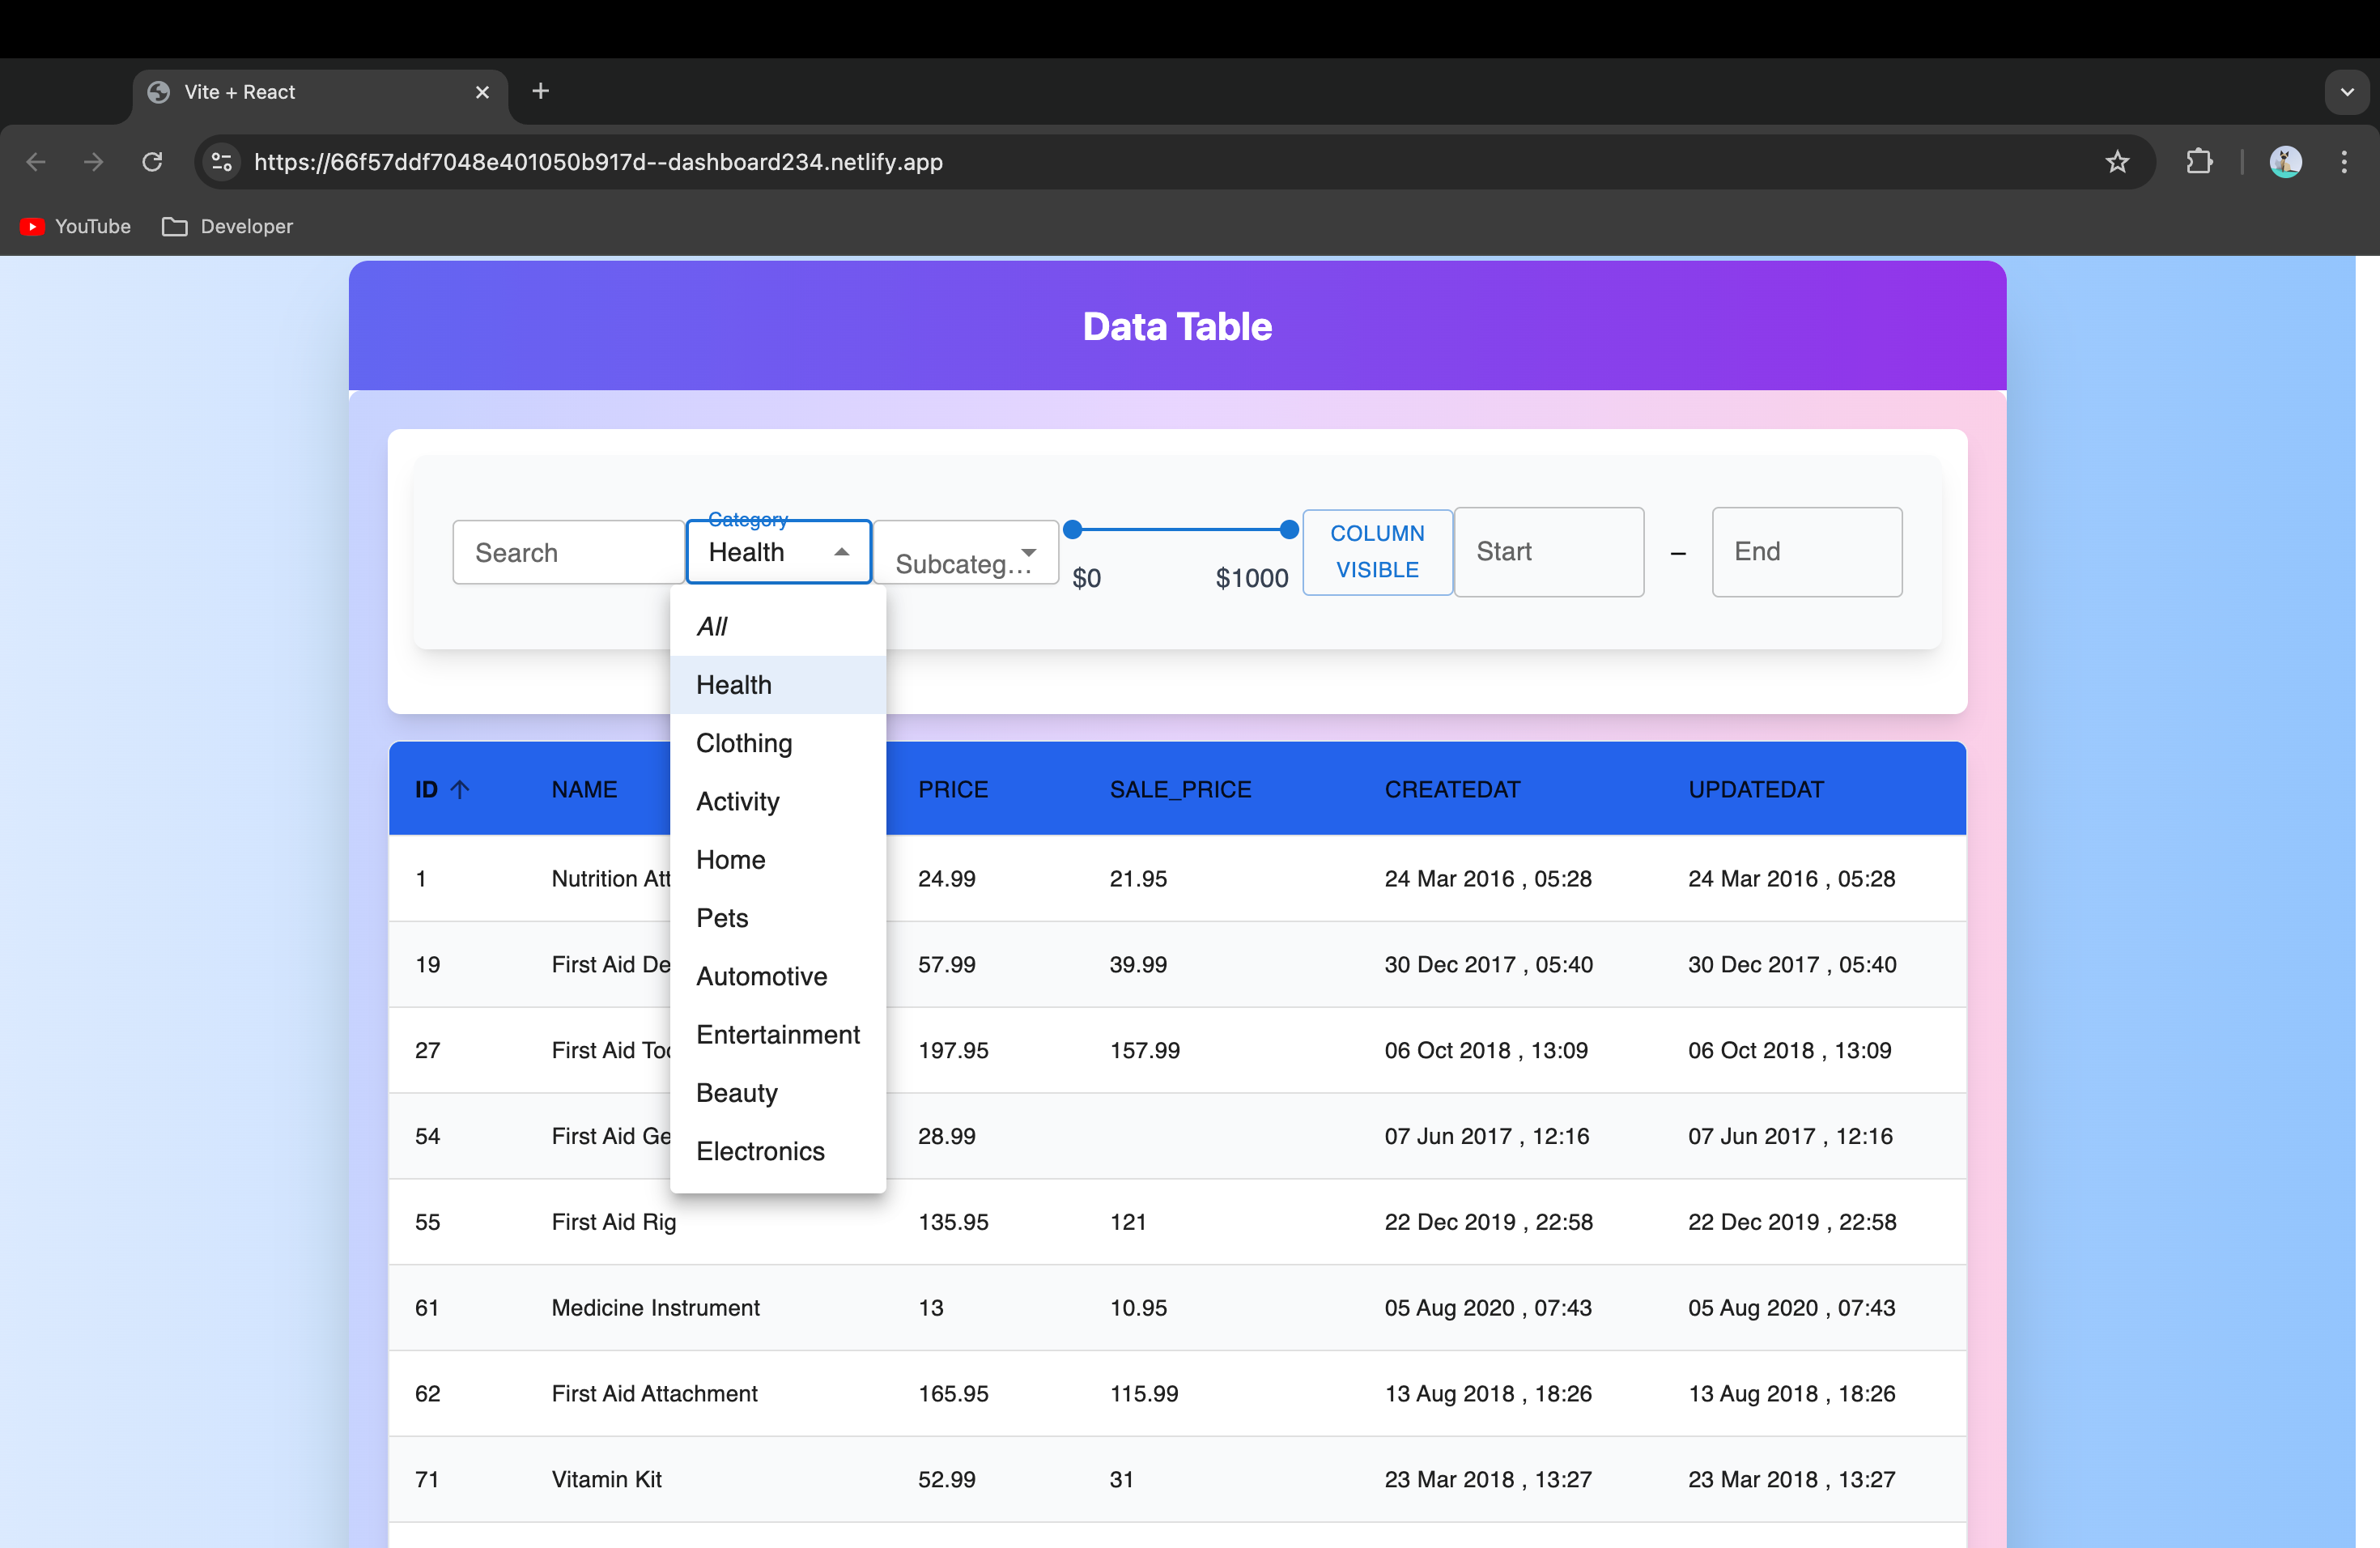 Vite + React
https://66f57ddf7048e401050b917d--dashboard234.netlify.app
YouTube
Developer
Data Table
Search
Category
Health
Subcateg...
$0
$1000
COLUMN
VISIBLE
Start
–
End
All
Health
Clothing
Activity
Home
Pets
Automotive
Entertainment
Beauty
Electronics
ID NAME PRICE SALE_PRICE CREATEDAT UPDATEDAT
1 Nutrition 24.99 21.95 24 Mar 2016 , 05:28 24 Mar 2016 , 05:28
19 First Aid 57.99 39.99 30 Dec 2017 , 05:40 30 Dec 2017 , 05:40
27 First Aid 197.95 157.99 06 Oct 2018 , 13:09 06 Oct 2018 , 13:09
54 First Aid 28.99 07 Jun 2017 , 12:16 07 Jun 2017 , 12:16
55 First Aid Rig 135.95 121 22 Dec 2019 , 22:58 22 Dec 2019 , 22:58
61 Medicine Instrument 13 10.95 05 Aug 2020 , 07:43 05 Aug 2020 , 07:43
62 First Aid Attachment 165.95 115.99 13 Aug 2018 , 18:26 13 Aug 2018 , 18:26
71 Vitamin Kit 52.99 31 23 Mar 2018 , 13:27 23 Mar 2018 , 13:27